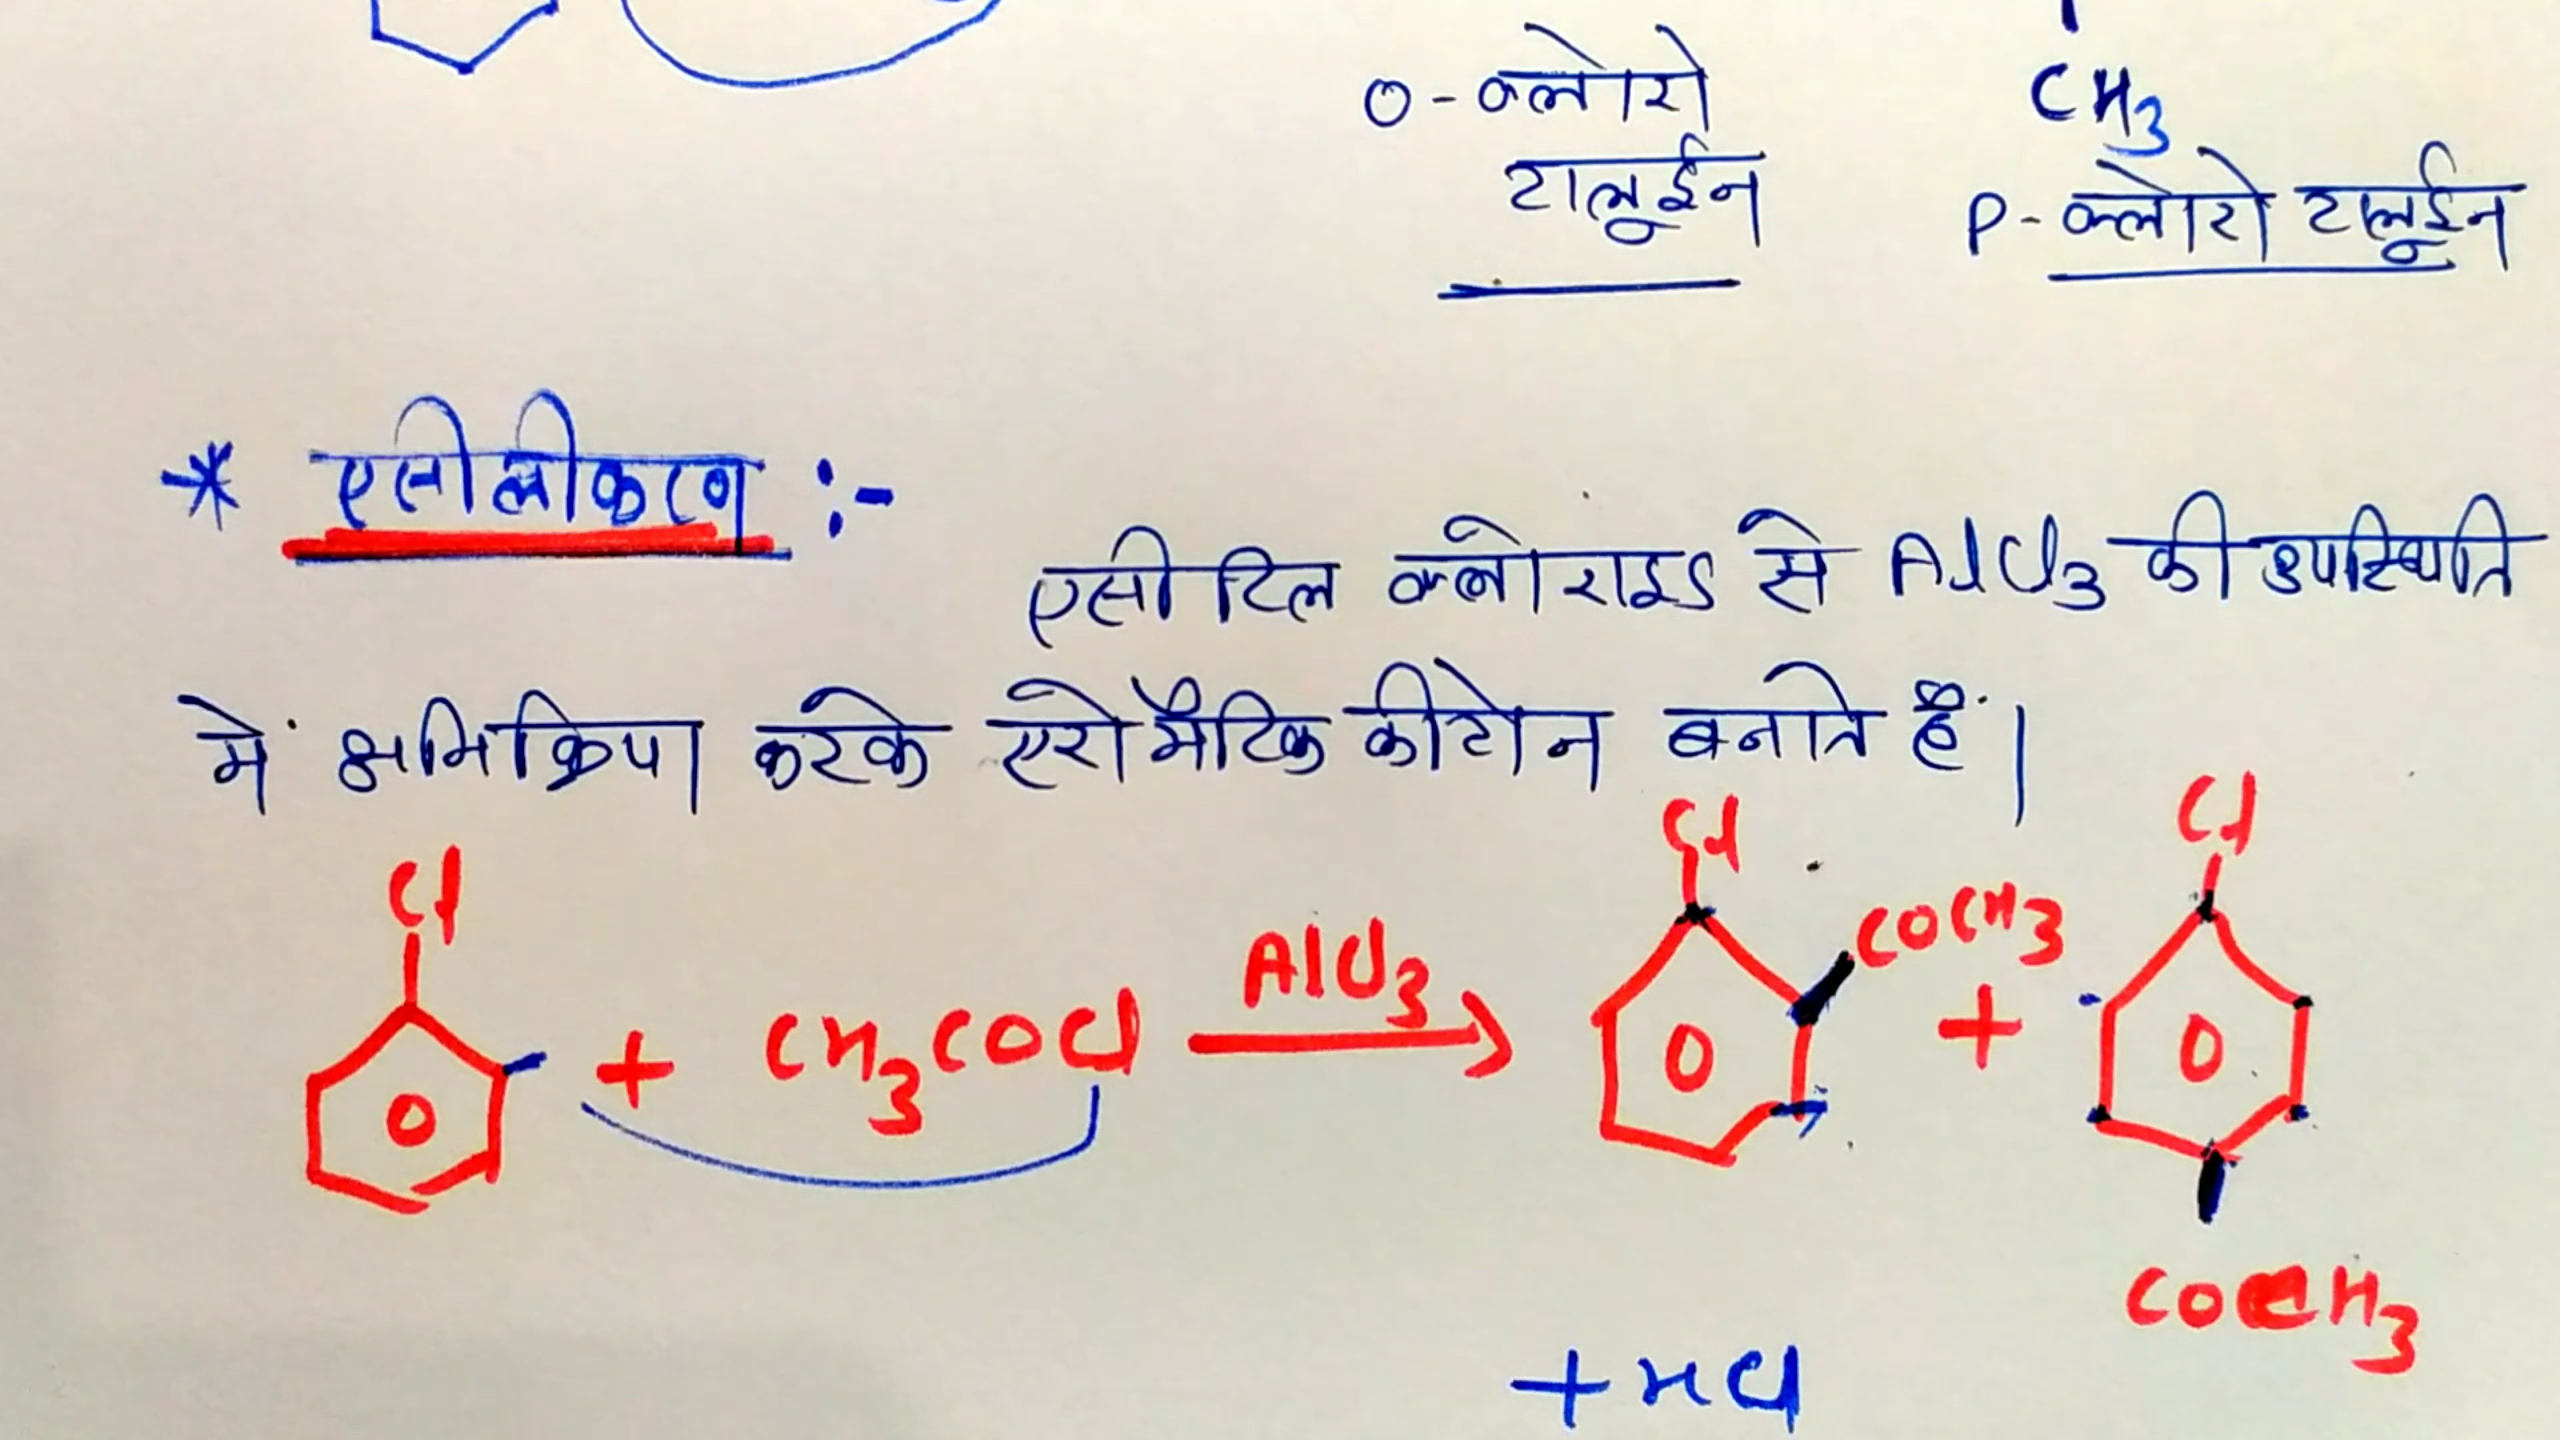 o-क्लोरो
टालूईन
CH3
p-क्लोरो टालूईन
* एसीलीकरण :-
एसीटिल क्लोराइड से AlCl3 की उपस्थिति
में अभिक्रिया करके एरोमैटिक कीटोन बनाते हैं।
Cl
+ CH3COCl
AlCl3
Cl
COCH3
+
Cl
COCH3
+ HCl